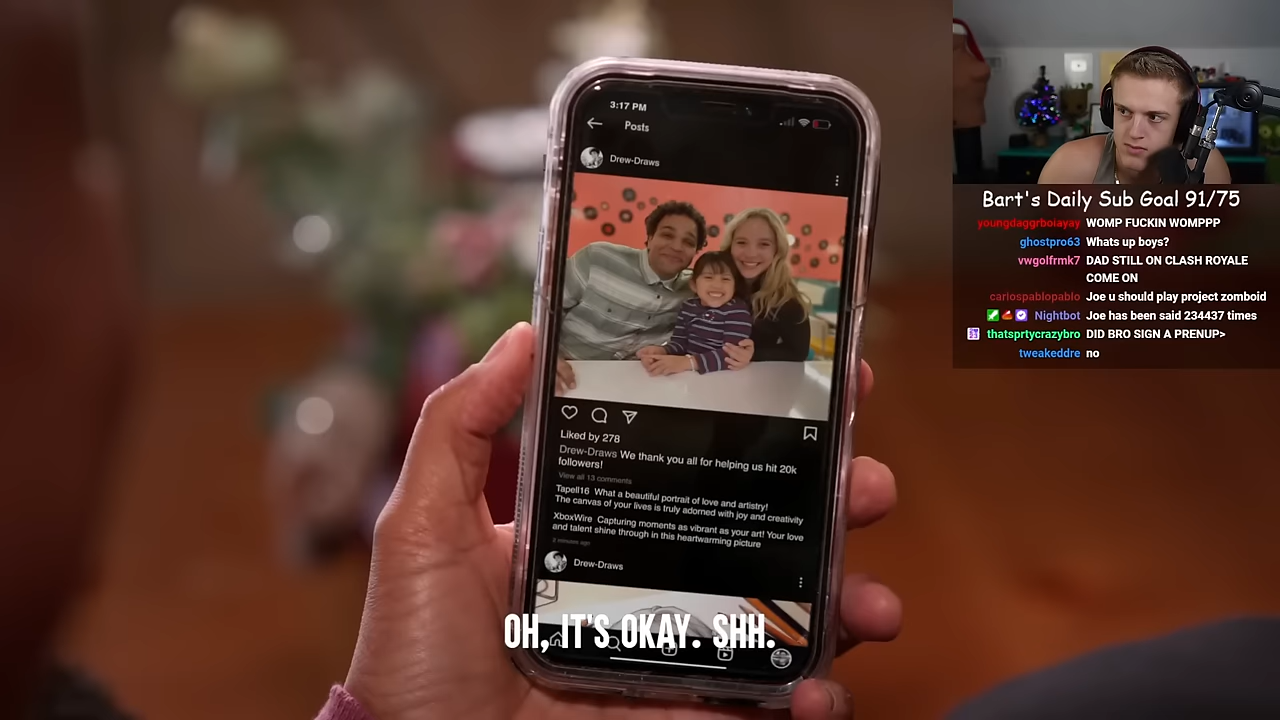 3:17 PM
Posts
Drew-Draws
Liked by 278
Drew-Draws We thank you all for helping us hit 20k
followers!
View all 13 comments
Tapell16 What a beautiful portrait of love and artistry!
The canvas of your lives is truly adorned with joy and creativity
XboxWire Capturing moments as vibrant as your art! Your love
and talent shine through in this heartwarming picture
3 minutes ago
Drew-Draws
OH, IT'S OKAY. SHH.
Bart's Daily Sub Goal 91/75
youngdaggrboiayay WOMP FUCKIN WOMPPP
ghostpro63 Whats up boys?
vwgolfrmk7 DAD STILL ON CLASH ROYALE
COME ON
carlospablopablo Joe u should play project zomboid
Nightbot Joe has been said 234437 times
thatsprtycrazybro DID BRO SIGN A PRENUP>
tweakeddre no